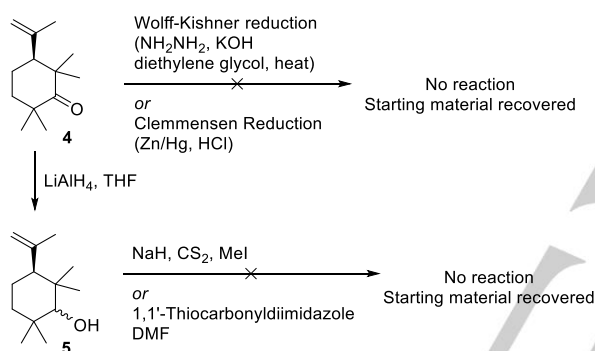 Wolff-Kishner reduction
(NH2NH2, KOH
diethylene glycol, heat)
or
Clemmensen Reduction
(Zn/Hg, HCl)
No reaction
Starting material recovered
O
4
LiAlH4, THF
NaH, CS2, MeI
or
1,1'-Thiocarbonyldiimidazole
DMF
No reaction
Starting material recovered
OH
5